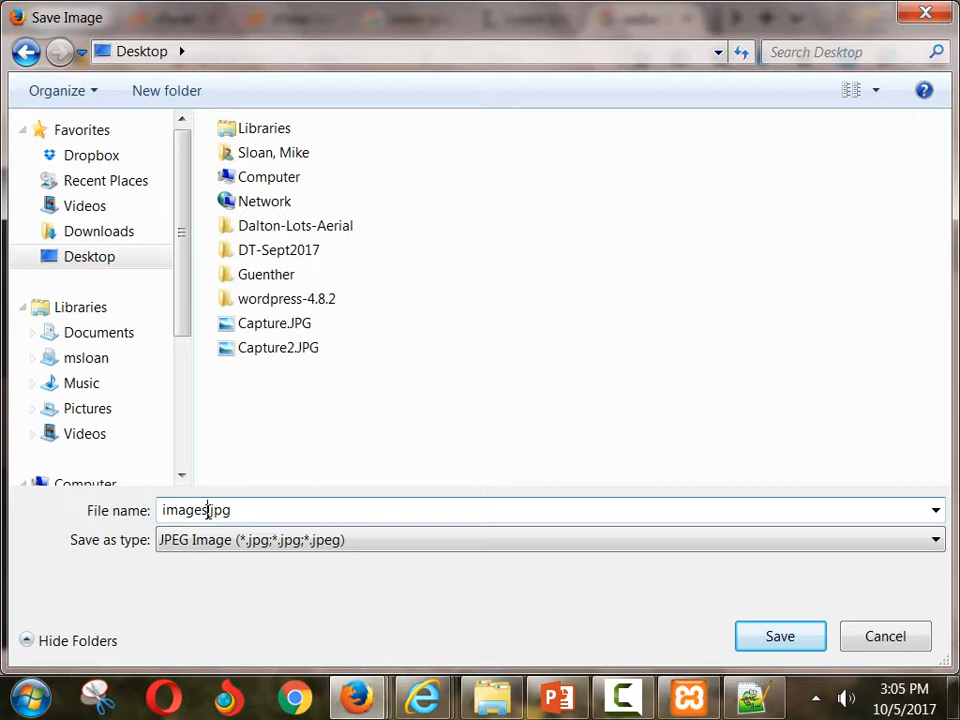 Save Image
Desktop
Search Desktop
Organize
New folder
Favorites
Dropbox
Recent Places
Videos
Downloads
Desktop
Libraries
Documents
msloan
Music
Pictures
Videos
Computer
Libraries
Sloan, Mike
Computer
Network
Dalton-Lots-Aerial
DT-Sept2017
Guenther
wordpress-4.8.2
Capture.JPG
Capture2.JPG
File name: images.jpg
Save as type: JPEG Image (*.jpg;*.jpg;*.jpeg)
Hide Folders
Save
Cancel
3:05 PM
10/5/2017